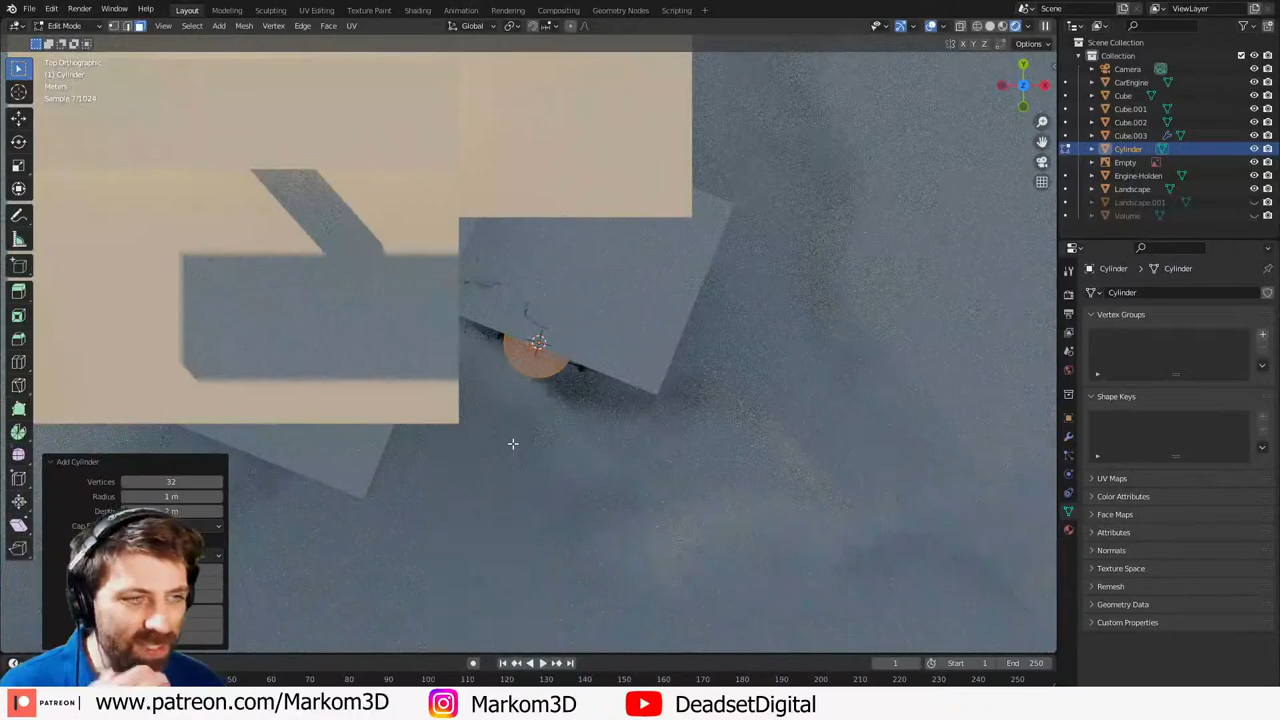 File Edit Render Window Help Layout Modeling Sculpting UV Editing Texture Paint Shading Animation Rendering Compositing Geometry Nodes Scripting Scene ViewLayer
Edit Mode View Select Add Mesh Vertex Edge Face UV Global
X Y Z Options
Top Orthographic
(1) Cylinder
Meters
Sample 7/1024
Y
Z X
Scene Collection
Collection
Camera
CarEngine
Cube
Cube.001
Cube.002
Cube.003
Cylinder
Empty
Engine-Holden
Landscape
Landscape.001
Volume
Cylinder Cylinder
Cylinder
Vertex Groups
Shape Keys
UV Maps
Color Attributes
Face Maps
Attributes
Normals
Texture Space
Remesh
Geometry Data
Custom Properties
Add Cylinder
Vertices 32
Radius 1 m
1 Start 1 End 250
50 60 70 80 90 100 110 120 130 140 150 160 170 180 190 200 210 220 230 240 250
PATREON www.patreon.com/Markom3D Markom3D DeadsetDigital